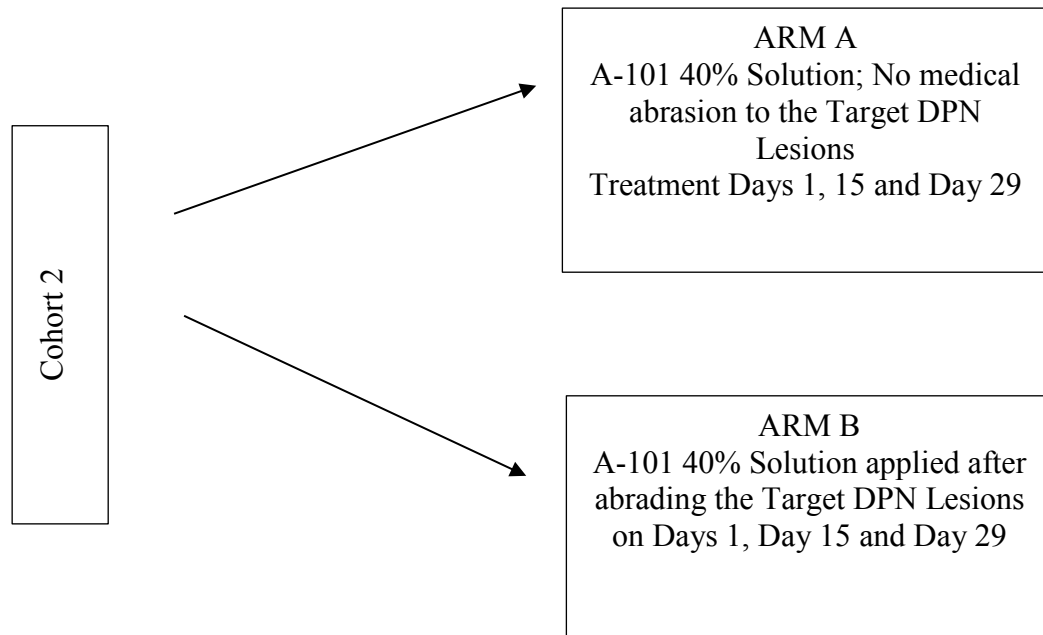 Cohort 2
ARM A
A-101 40% Solution; No medical
abrasion to the Target DPN
Lesions
Treatment Days 1, 15 and Day 29
ARM B
A-101 40% Solution applied after
abrading the Target DPN Lesions
on Days 1, Day 15 and Day 29